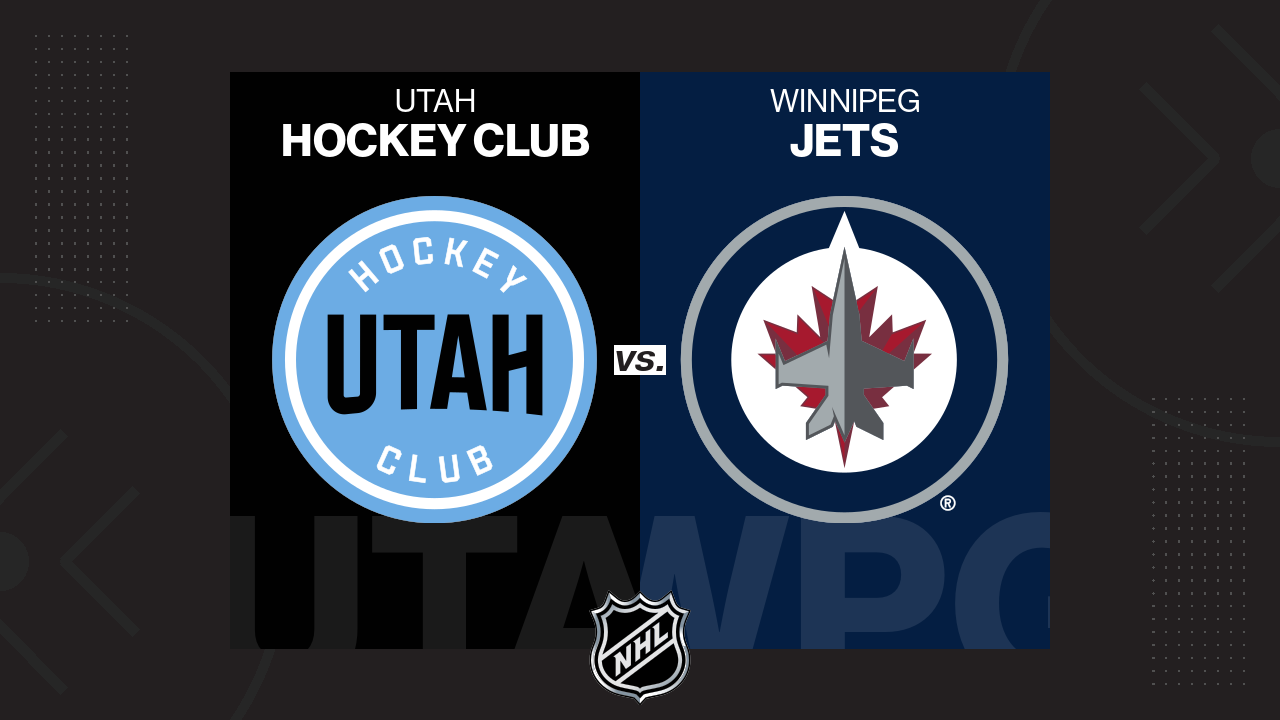 UTAH
HOCKEY CLUB
WINNIPEG
JETS
HOCKEY
UTAH
CLUB
vs.
®
UTA
WPG
NHL